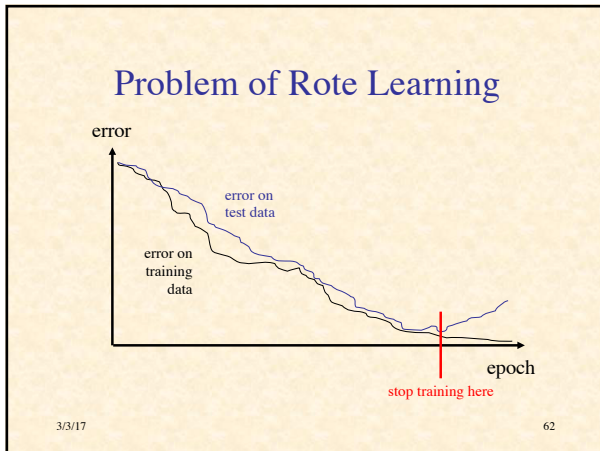 Problem of Rote Learning
error
error on
test data
error on
training
data
epoch
stop training here
3/3/17
62